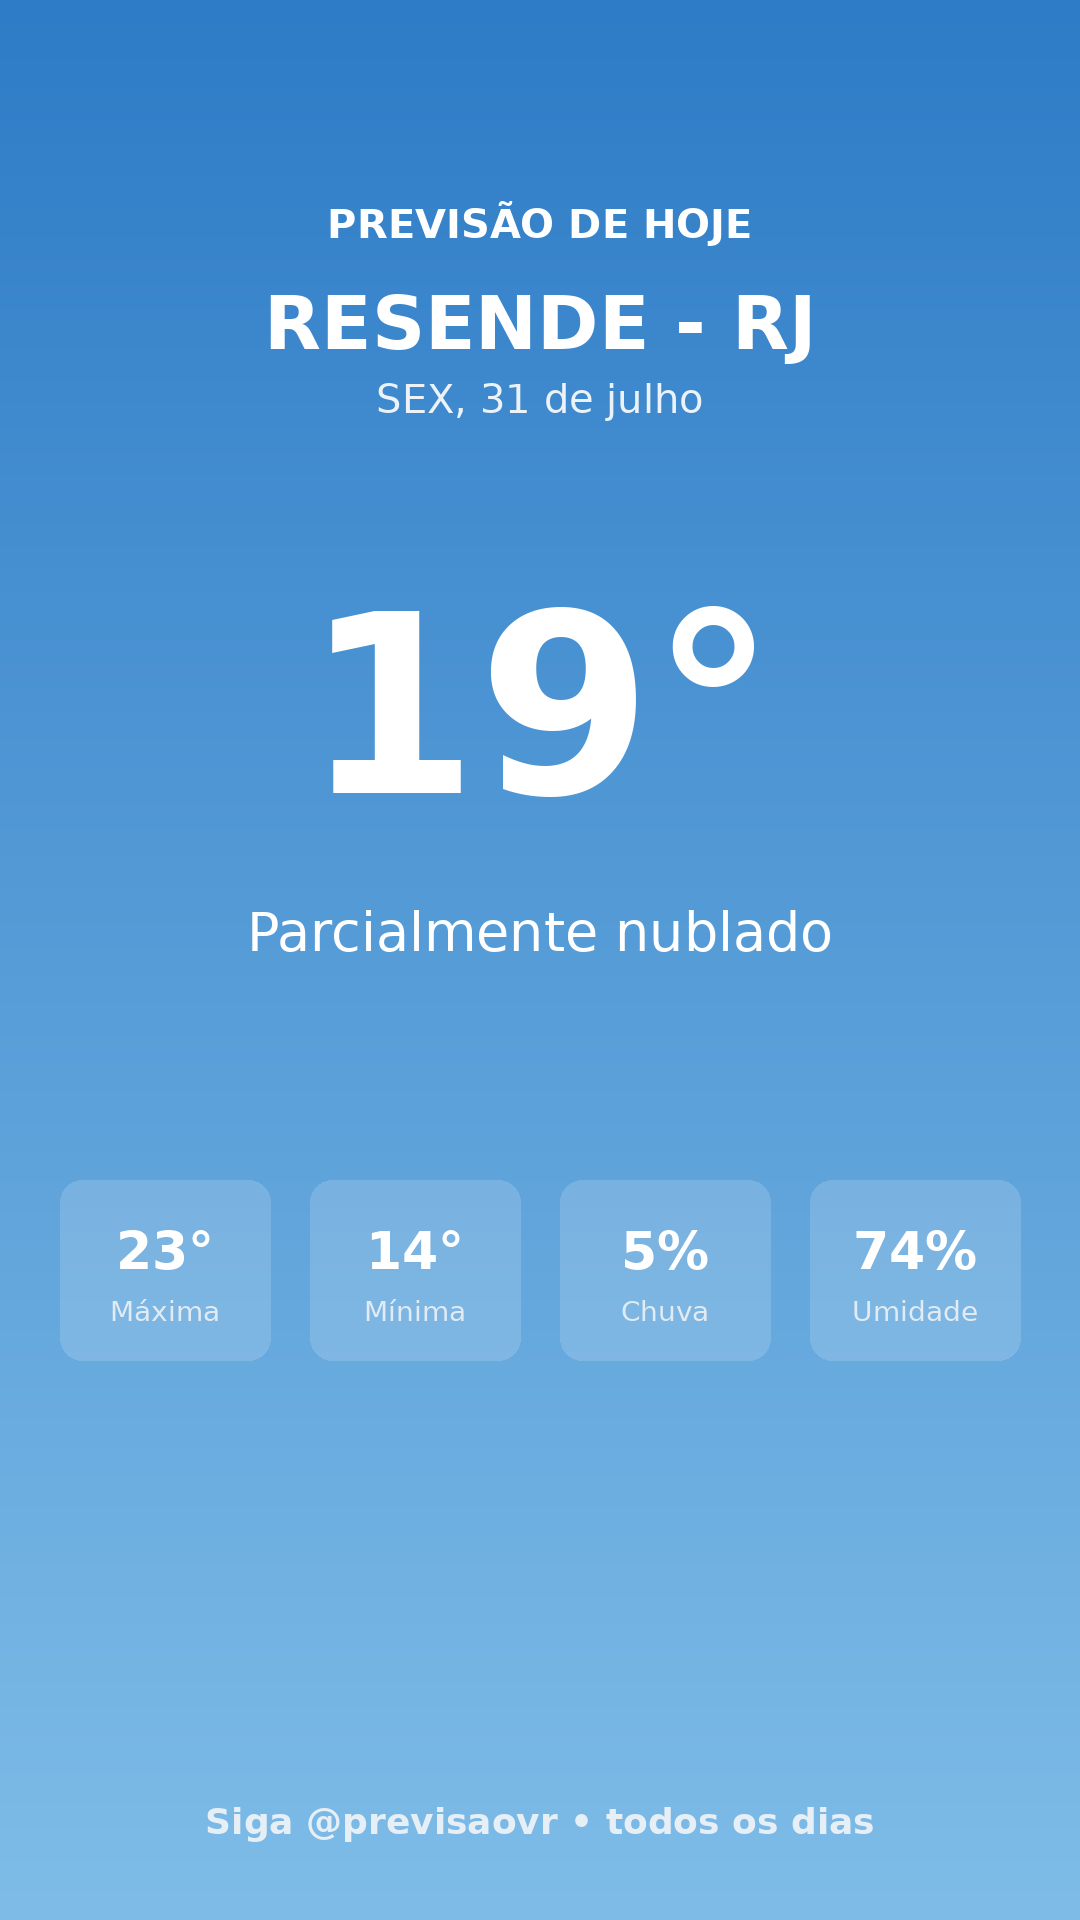 PREVISÃO DE HOJE
RESENDE - RJ
SEX, 31 de julho
19°
Parcialmente nublado
23° 14° 5% 74%
Máxima Mínima Chuva Umidade
Siga @previsaovr • todos os dias